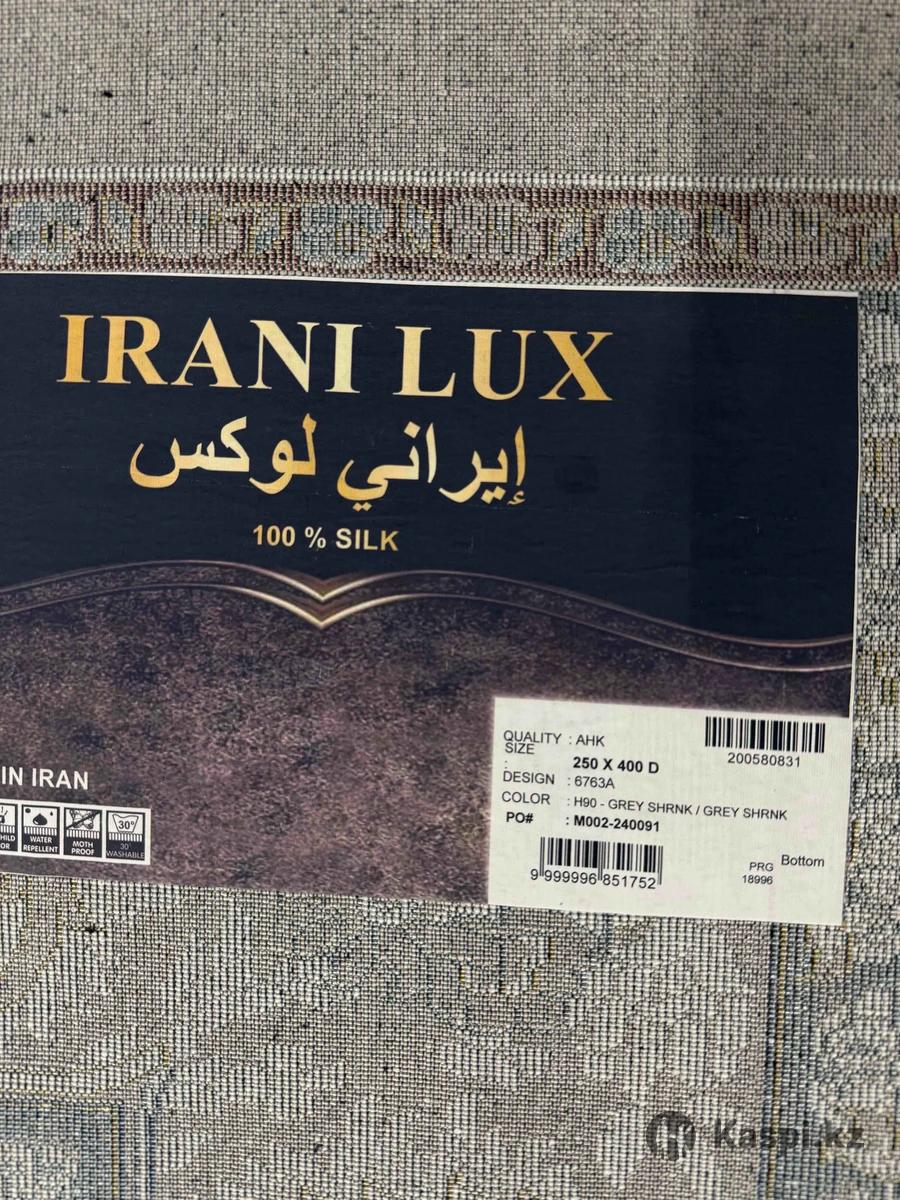 IRANI LUX
إيراني لوكس
100 % SILK
IN IRAN
WATER
REPELLENT
MOTH
PROOF
30°
30°
WASHABLE
QUALITY : AHK
SIZE
: 250 X 400 D
DESIGN : 6763A
COLOR : H90 - GREY SHRNK / GREY SHRNK
PO# : M002-240091
200580831
9 999996 851752
PRG Bottom
18996
Kaspi.kz